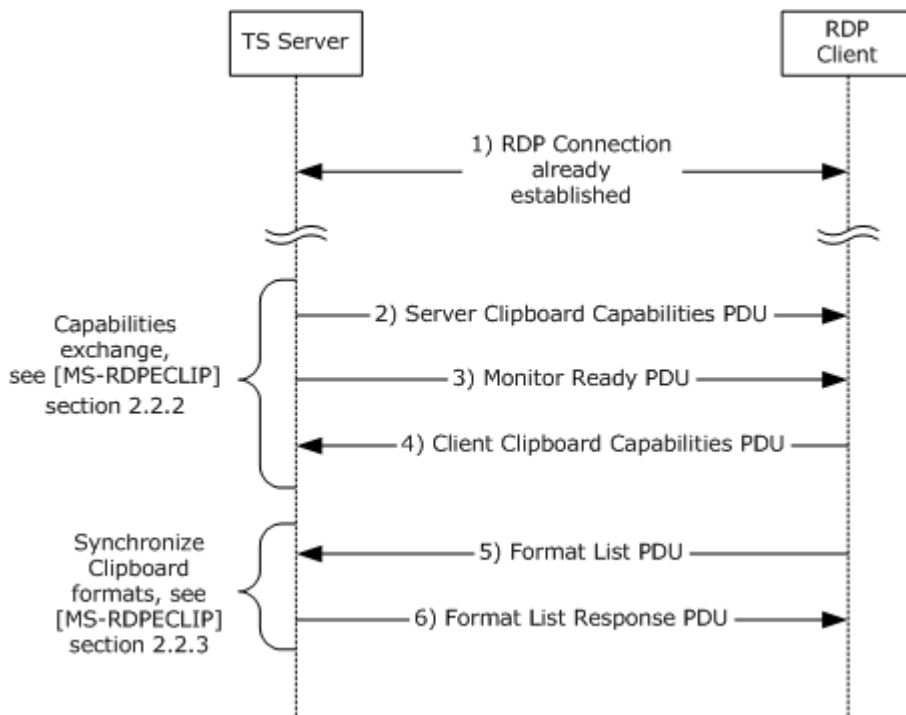 TS Server
RDP
Client
1) RDP Connection
already
established
Capabilities
exchange,
see [MS-RDPECLIP]
section 2.2.2
2) Server Clipboard Capabilities PDU
3) Monitor Ready PDU
4) Client Clipboard Capabilities PDU
Synchronize
Clipboard
formats, see
[MS-RDPECLIP]
section 2.2.3
5) Format List PDU
6) Format List Response PDU